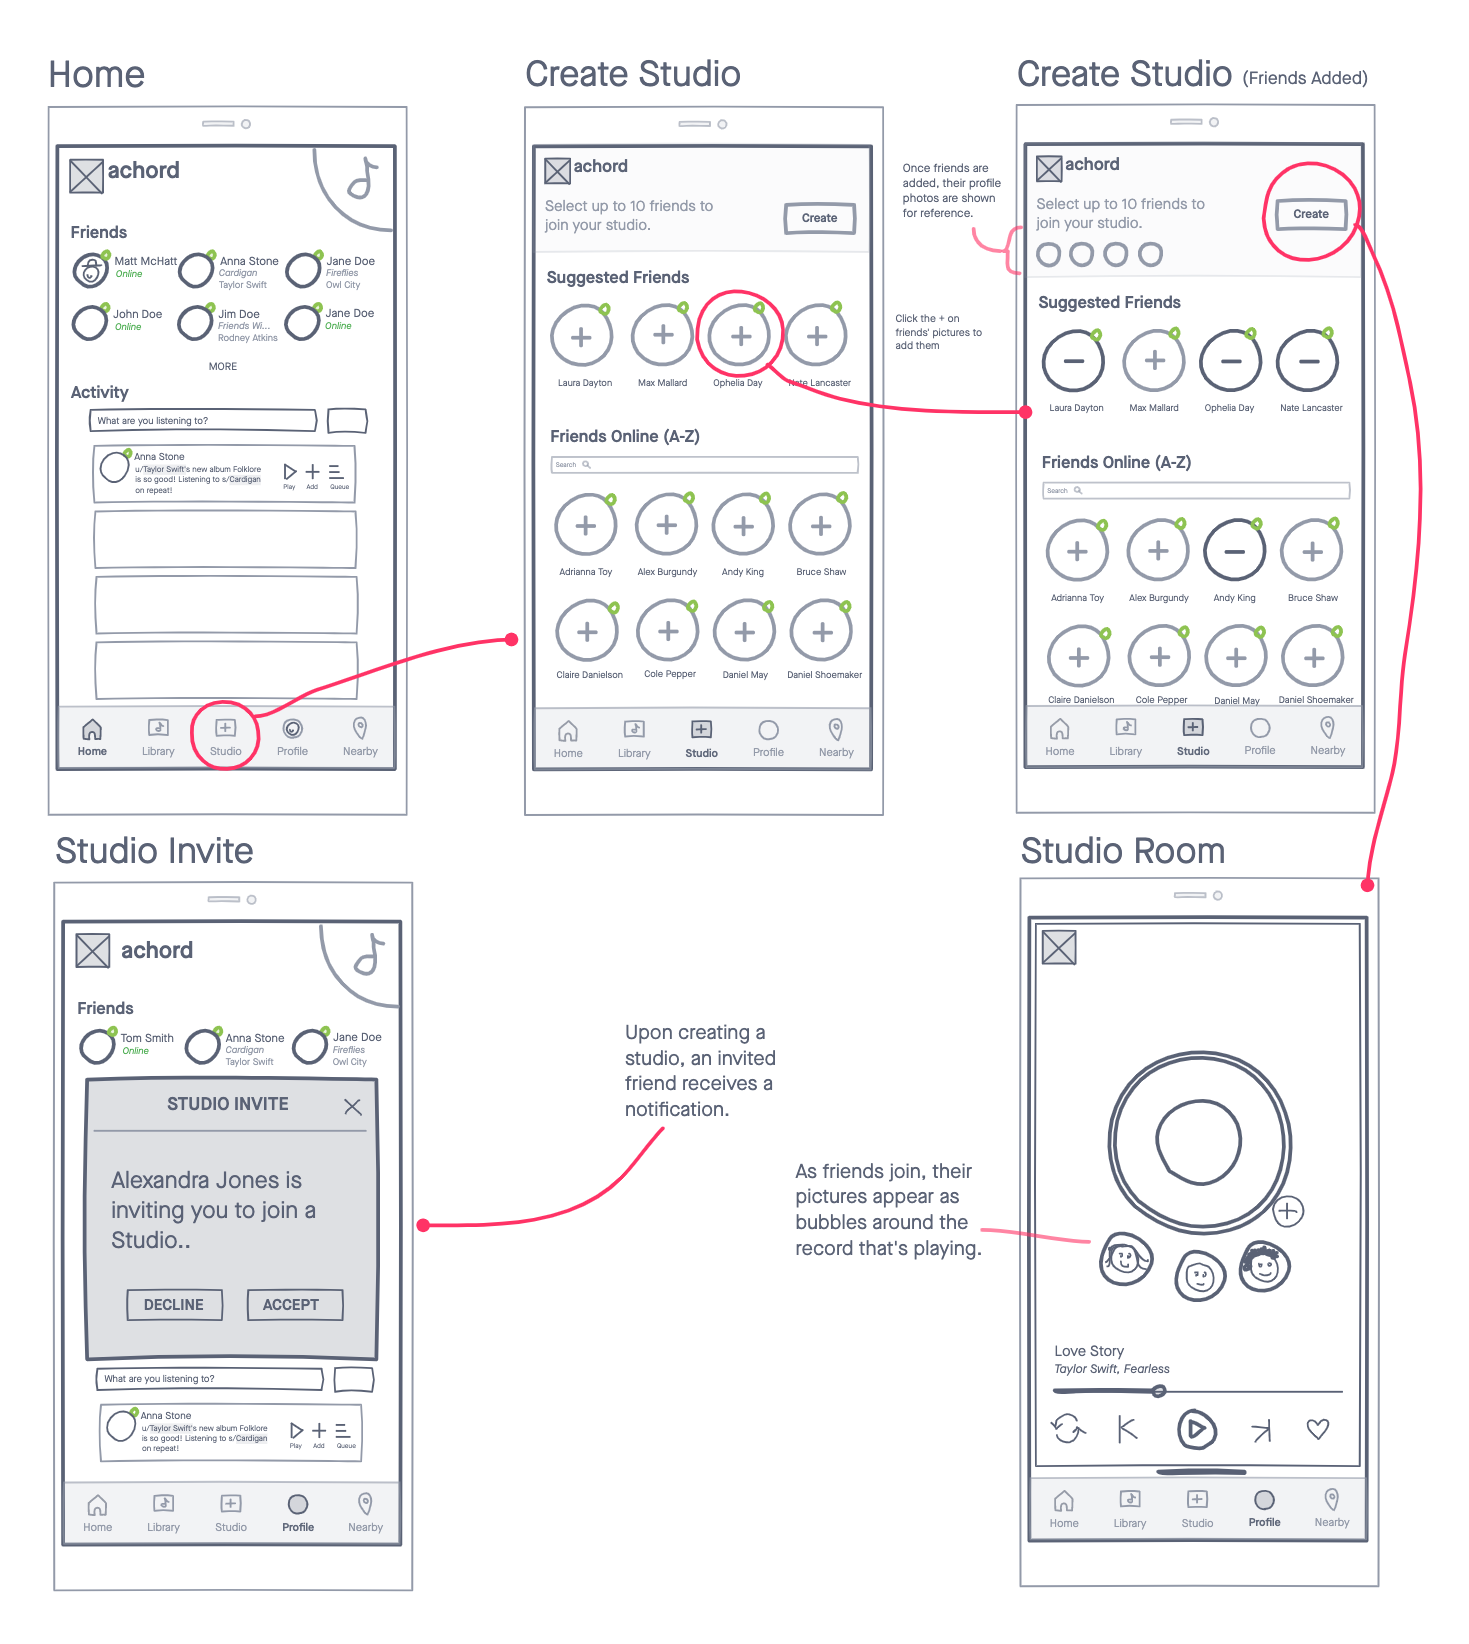 Home
achord
Friends
Matt McHatt
Online
Anna Stone
Cardigan
Taylor Swift
Jane Doe
Fireflies
Owl City
John Doe
Online
Jim Doe
Friends Wi...
Rodney Atkins
Jane Doe
Online
MORE
Activity
What are you listening to?
Anna Stone
u/Taylor Swift's new album Folklore
is so good! Listening to s/Cardigan
on repeat!
Play
Add
Queue
Home
Library
Studio
Profile
Nearby
Create Studio
achord
Select up to 10 friends to
join your studio.
Create
Suggested Friends
Laura Dayton
Max Mallard
Ophelia Day
Nate Lancaster
Friends Online (A-Z)
Search
Adrianna Toy
Alex Burgundy
Andy King
Bruce Shaw
Claire Danielson
Cole Pepper
Daniel May
Daniel Shoemaker
Home
Library
Studio
Profile
Nearby
Once friends are
added, their profile
photos are shown
for reference.
Click the + on
friends' pictures to
add them
Create Studio (Friends Added)
achord
Select up to 10 friends to
join your studio.
Create
Suggested Friends
Laura Dayton
Max Mallard
Ophelia Day
Nate Lancaster
Friends Online (A-Z)
Search
Adrianna Toy
Alex Burgundy
Andy King
Bruce Shaw
Claire Danielson
Cole Pepper
Daniel May
Daniel Shoemaker
Home
Library
Studio
Profile
Nearby
Studio Invite
achord
Friends
Tom Smith
Online
Anna Stone
Cardigan
Taylor Swift
Jane Doe
Fireflies
Owl City
STUDIO INVITE
Alexandra Jones is
inviting you to join a
Studio..
DECLINE
ACCEPT
What are you listening to?
Anna Stone
u/Taylor Swift's new album Folklore
is so good! Listening to s/Cardigan
on repeat!
Play
Add
Queue
Home
Library
Studio
Profile
Nearby
Upon creating a
studio, an invited
friend receives a
notification.
As friends join, their
pictures appear as
bubbles around the
record that's playing.
Studio Room
Love Story
Taylor Swift, Fearless
Home
Library
Studio
Profile
Nearby